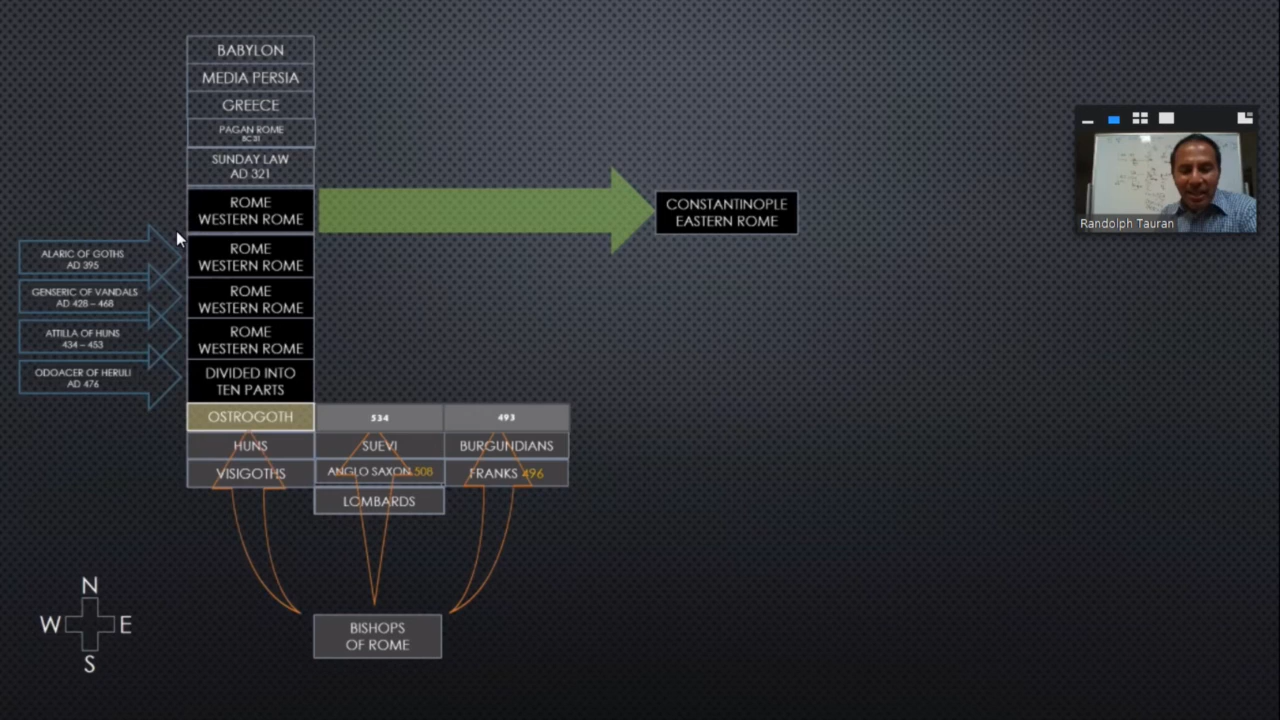 BABYLON
MEDIA PERSIA
GREECE
PAGAN ROME
BC 31
SUNDAY LAW
AD 321
ROME
WESTERN ROME
CONSTANTINOPLE
EASTERN ROME
Randolph Tauran
ALARIC OF GOTHS
AD 395
ROME
WESTERN ROME
GENSERIC OF VANDALS
AD 428 – 468
ROME
WESTERN ROME
ATTILLA OF HUNS
434 – 453
ROME
WESTERN ROME
ODOACER OF HERULI
AD 476
DIVIDED INTO
TEN PARTS
OSTROGOTH 534 493
HUNS SUEVI BURGUNDIANS
VISIGOTHS ANGLO SAXON 508 FRANKS 496
LOMBARDS
BISHOPS
OF ROME
N
W E
S